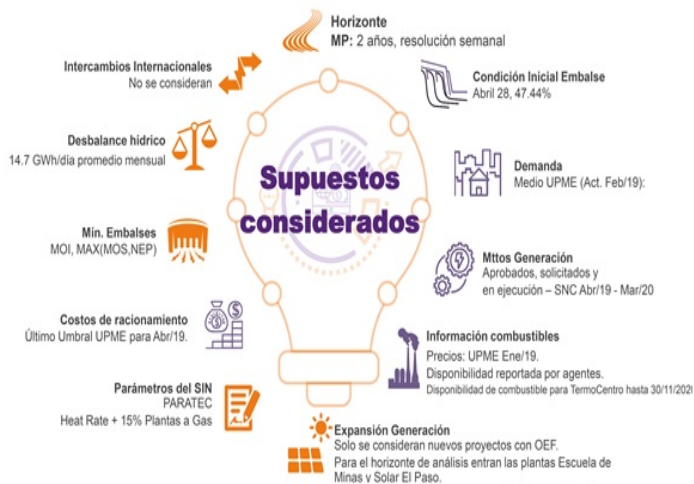 Horizonte
MP: 2 años, resolución semanal
Intercambios Internacionales
No se consideran
Condición Inicial Embalse
Abril 28, 47.44%
Desbalance hídrico
14.7 GWh/día promedio mensual
Demanda
Medio UPME (Act. Feb/19):
Supuestos
considerados
Mín. Embalses
MOI, MAX(MOS,NEP)
Mttos Generación
Aprobados, solicitados y
en ejecución – SNC Abr/19 - Mar/20
Costos de racionamiento
Último Umbral UPME para Abr/19.
Información combustibles
Precios: UPME Ene/19.
Disponibilidad reportada por agentes.
Disponibilidad de combustible para TermoCentro hasta 30/11/2020
Parámetros del SIN
PARATEC
Heat Rate + 15% Plantas a Gas
Expansión Generación
Solo se consideran nuevos proyectos con OEF.
Para el horizonte de análisis entran las plantas Escuela de
Minas y Solar El Paso.